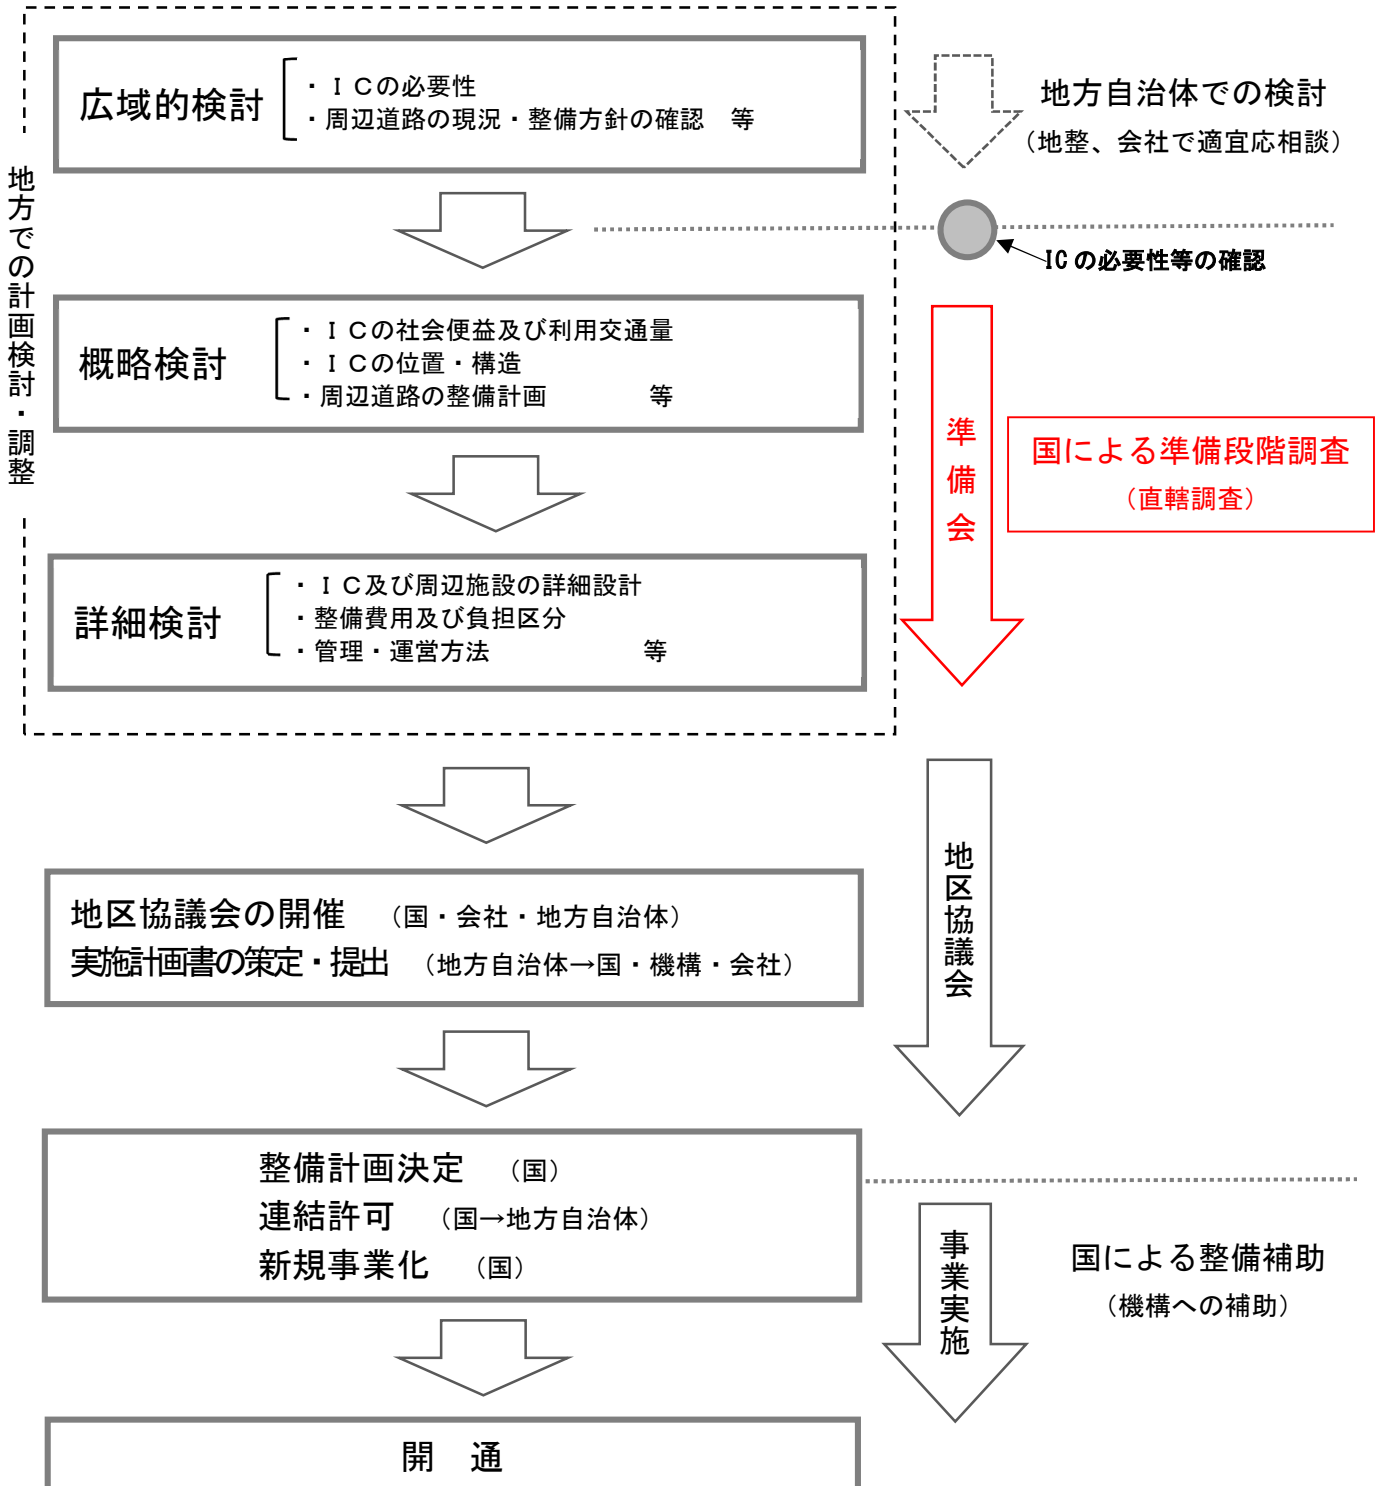 広域的検討
・ＩＣの必要性
・周辺道路の現況・整備方針の確認　等
地方自治体での検討
（地整、会社で適宜応相談）
地方での計画検討・調整
ICの必要性等の確認
概略検討
・ＩＣの社会便益及び利用交通量
・ＩＣの位置・構造
・周辺道路の整備計画　　　　等
準備会
国による準備段階調査
（直轄調査）
詳細検討
・ＩＣ及び周辺施設の詳細設計
・整備費用及び負担区分
・管理・運営方法　　　　　　等
地区協議会の開催　（国・会社・地方自治体）
実施計画書の策定・提出　（地方自治体→国・機構・会社）
地区協議会
整備計画決定　（国）
連結許可　（国→地方自治体）
新規事業化　（国）
事業実施
国による整備補助
（機構への補助）
開　通